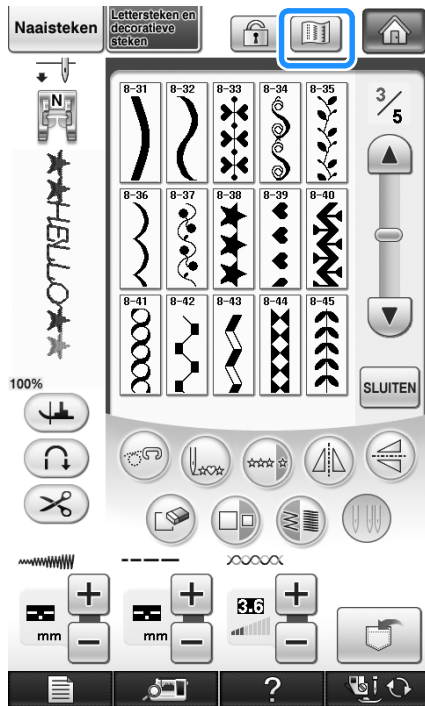 Naaisteken
Lettersteken en
decoratieve
steken
N
HELLO
100%
8-31 8-32 8-33 8-34 8-35
3/5
8-36 8-37 8-38 8-39 8-40
8-41 8-42 8-43 8-44 8-45
SLUITEN
mm
mm
3.6
?